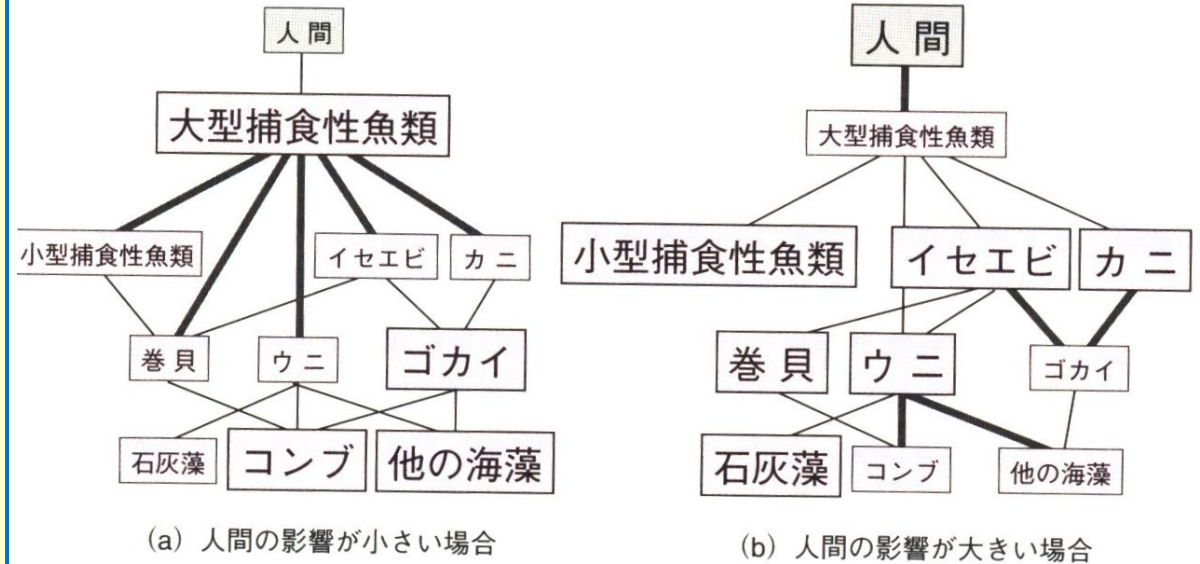 人間
大型捕食性魚類
小型捕食性魚類
イセエビ
カニ
巻貝
ウニ
ゴカイ
石灰藻
コンブ
他の海藻
(a) 人間の影響が小さい場合
人間
大型捕食性魚類
小型捕食性魚類
イセエビ
カニ
巻貝
ウニ
ゴカイ
石灰藻
コンブ
他の海藻
(b) 人間の影響が大きい場合